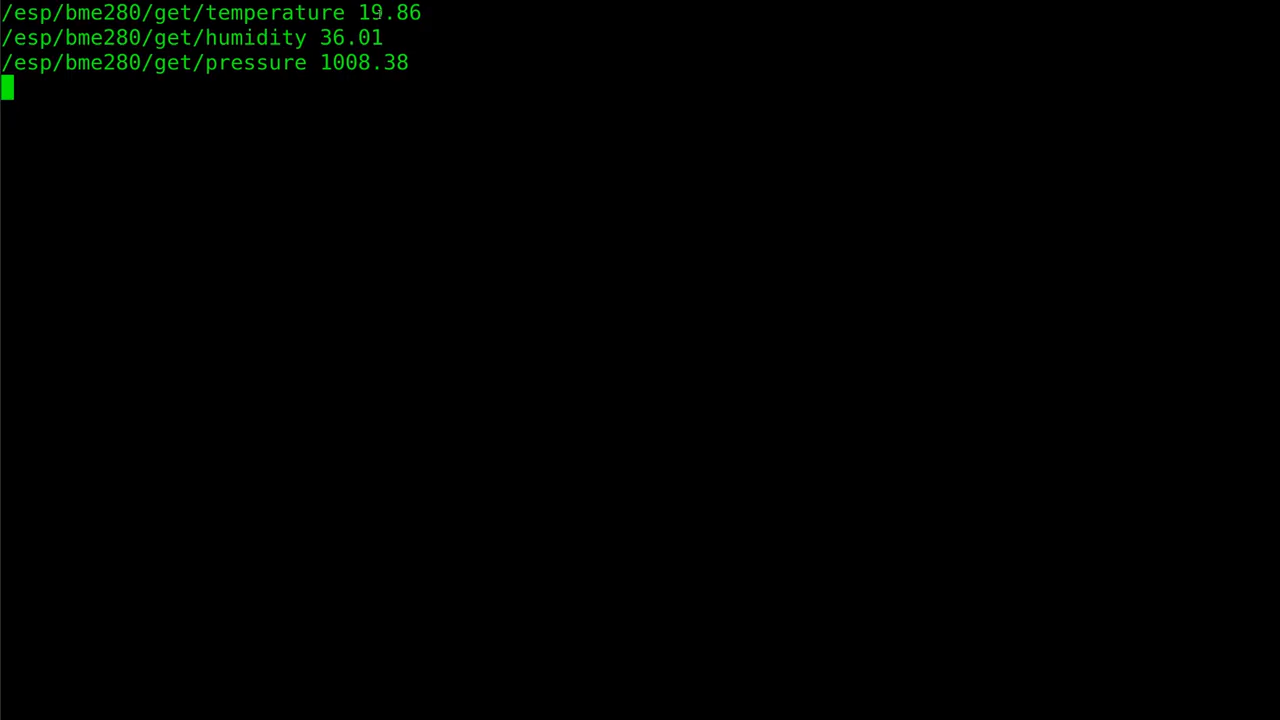 /esp/bme280/get/temperature 19.86
/esp/bme280/get/humidity 36.01
/esp/bme280/get/pressure 1008.38